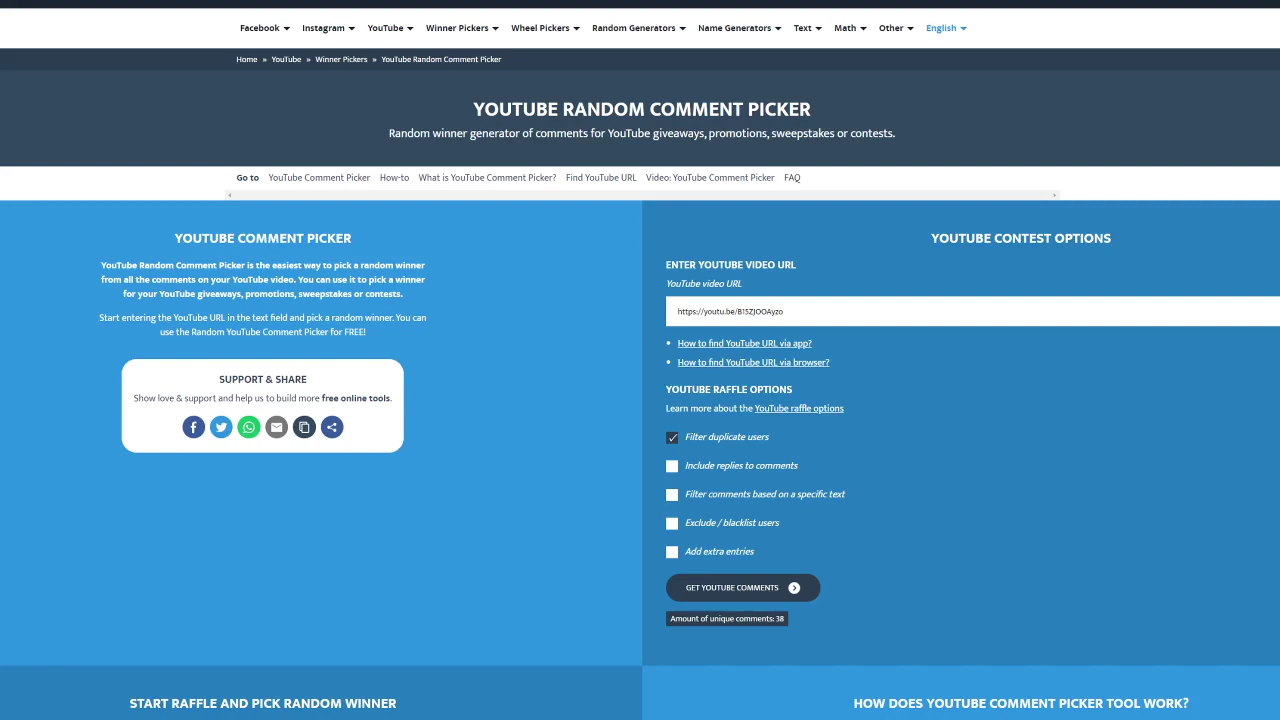 Facebook Instagram YouTube Winner Pickers Wheel Pickers Random Generators Name Generators Text Math Other English
Home » YouTube » Winner Pickers » YouTube Random Comment Picker
YOUTUBE RANDOM COMMENT PICKER
Random winner generator of comments for YouTube giveaways, promotions, sweepstakes or contests.
Go to YouTube Comment Picker How-to What is YouTube Comment Picker? Find YouTube URL Video: YouTube Comment Picker FAQ
YOUTUBE COMMENT PICKER
YouTube Random Comment Picker is the easiest way to pick a random winner
from all the comments on your YouTube video. You can use it to pick a winner
for your YouTube giveaways, promotions, sweepstakes or contests.
Start entering the YouTube URL in the text field and pick a random winner. You can
use the Random YouTube Comment Picker for FREE!
SUPPORT & SHARE
Show love & support and help us to build more free online tools.
YOUTUBE CONTEST OPTIONS
ENTER YOUTUBE VIDEO URL
YouTube video URL
https://youtu.be/B15ZJOOAyzo
How to find YouTube URL via app?
How to find YouTube URL via browser?
YOUTUBE RAFFLE OPTIONS
Learn more about the YouTube raffle options
Filter duplicate users
Include replies to comments
Filter comments based on a specific text
Exclude / blacklist users
Add extra entries
GET YOUTUBE COMMENTS
Amount of unique comments: 38
START RAFFLE AND PICK RANDOM WINNER
HOW DOES YOUTUBE COMMENT PICKER TOOL WORK?